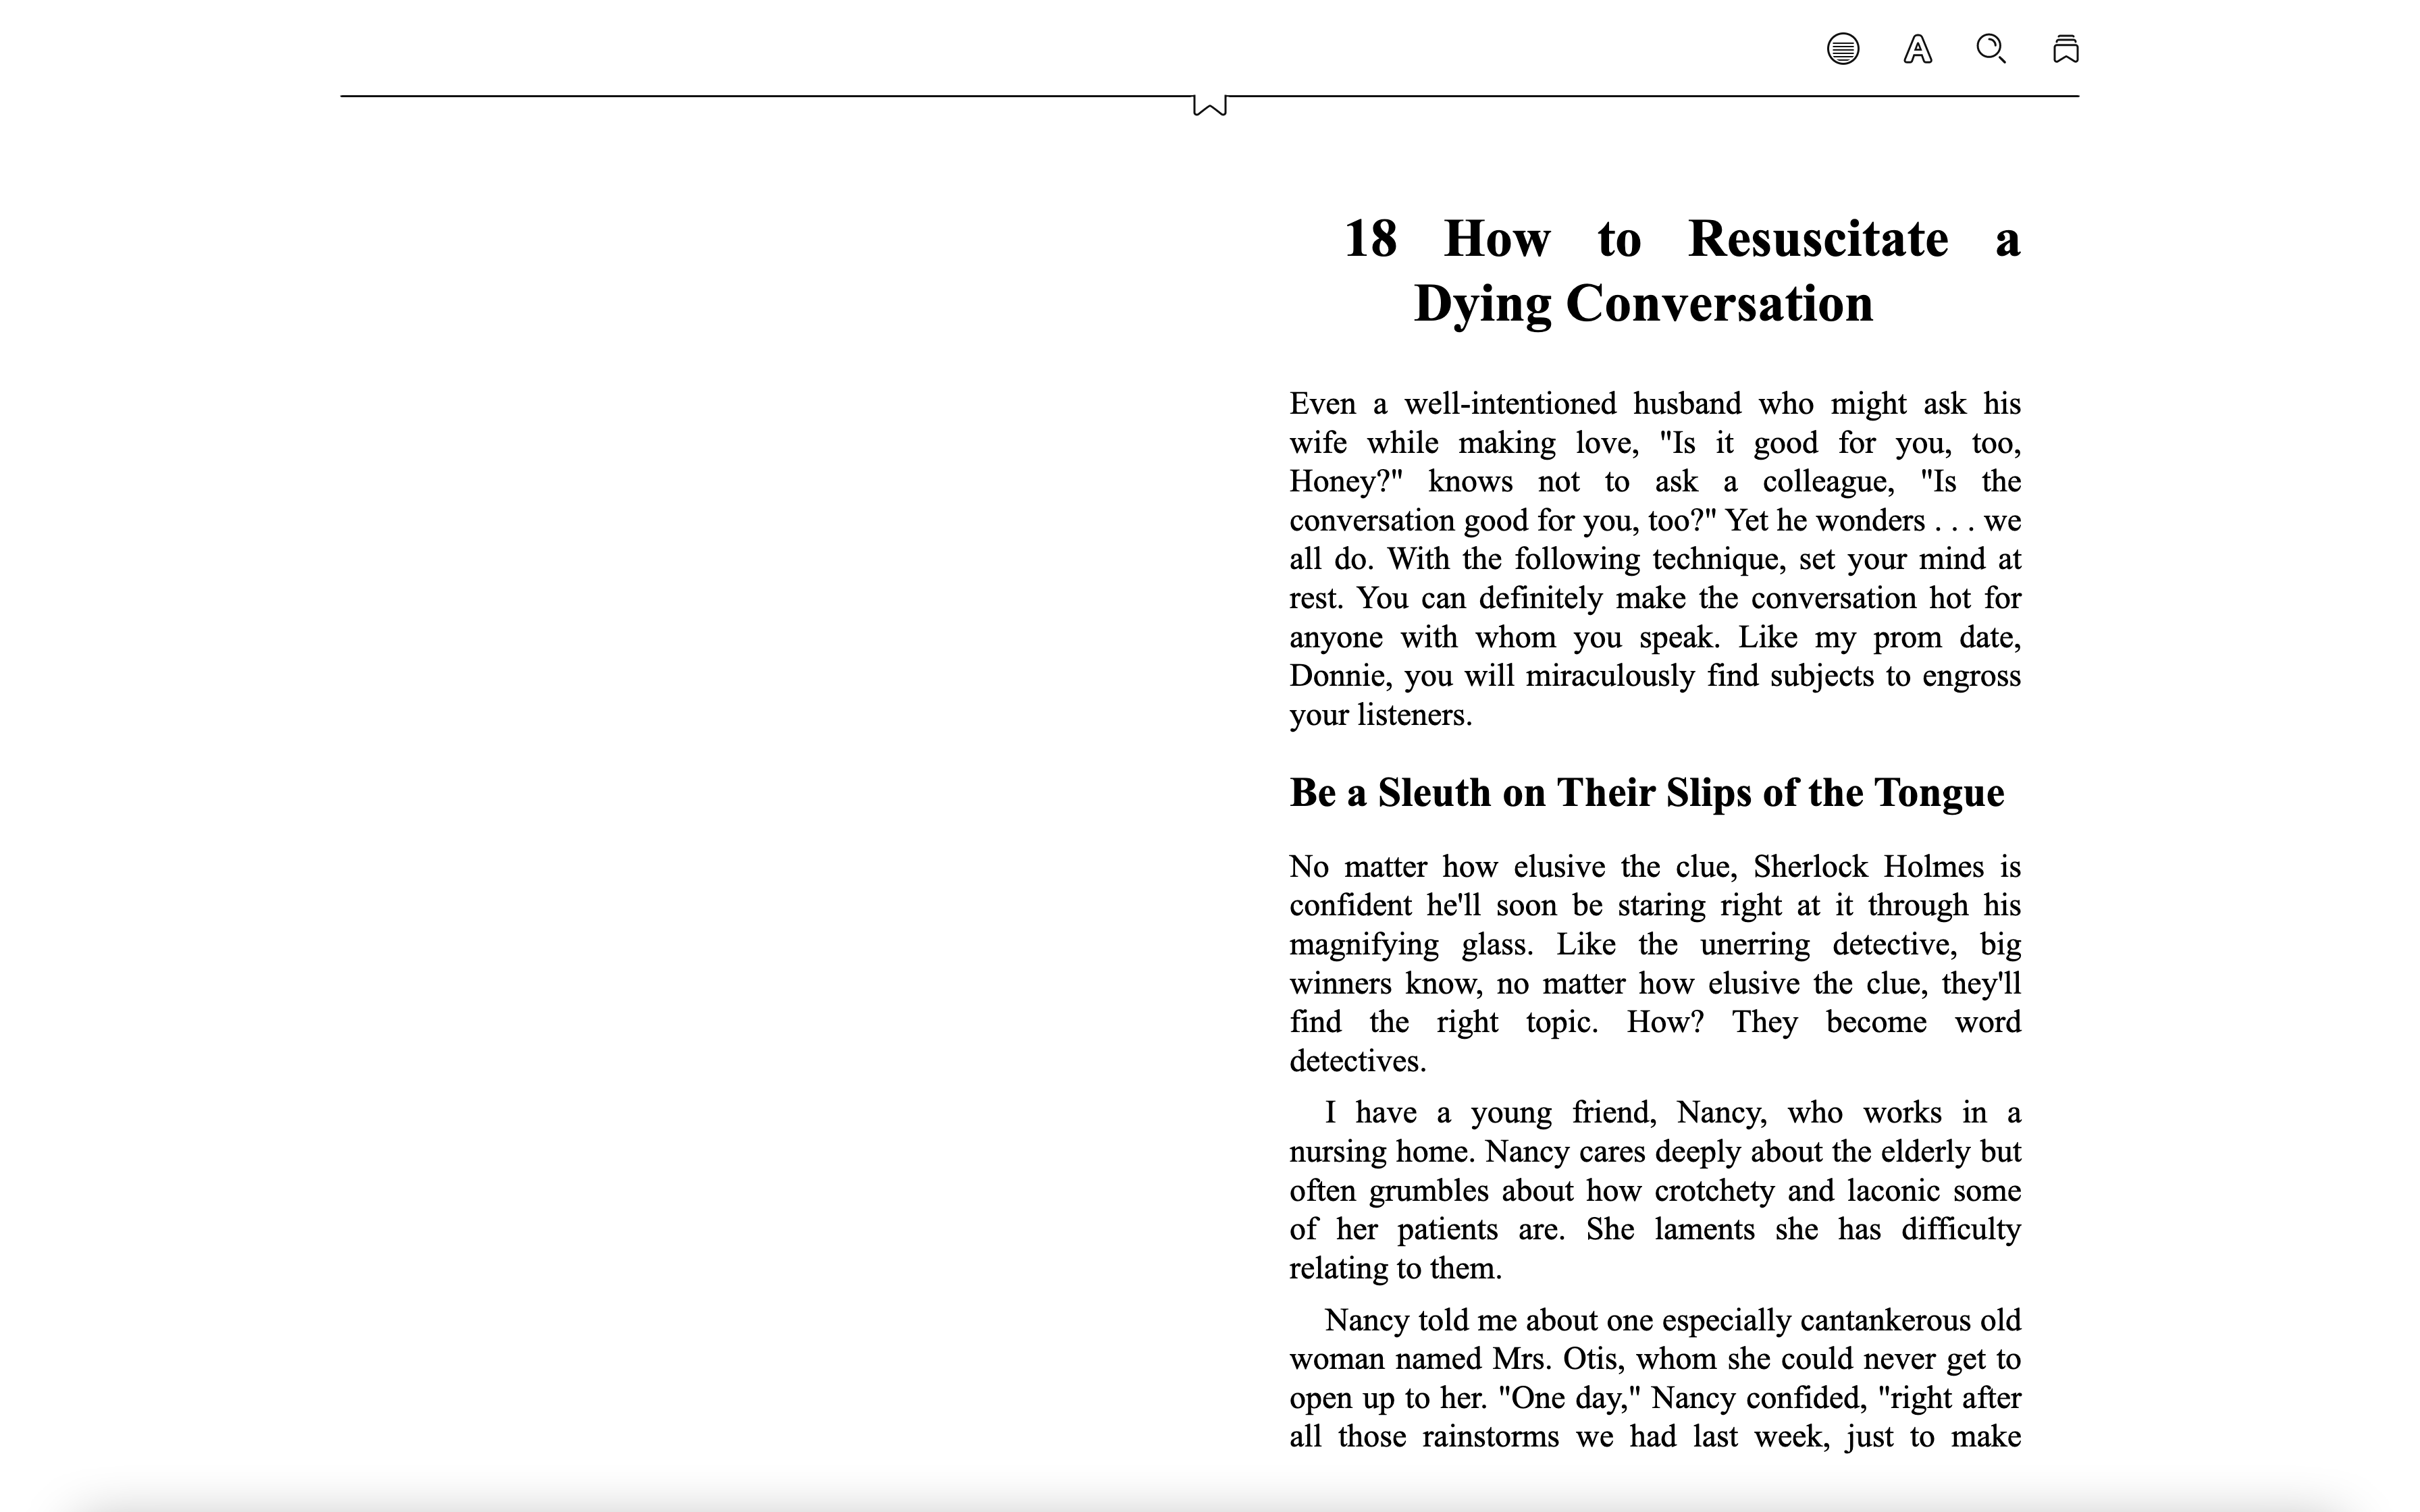 18 How to Resuscitate a
Dying Conversation
Even a well-intentioned husband who might ask his
wife while making love, "Is it good for you, too,
Honey?" knows not to ask a colleague, "Is the
conversation good for you, too?" Yet he wonders . . . we
all do. With the following technique, set your mind at
rest. You can definitely make the conversation hot for
anyone with whom you speak. Like my prom date,
Donnie, you will miraculously find subjects to engross
your listeners.
Be a Sleuth on Their Slips of the Tongue
No matter how elusive the clue, Sherlock Holmes is
confident he'll soon be staring right at it through his
magnifying glass. Like the unerring detective, big
winners know, no matter how elusive the clue, they'll
find the right topic. How? They become word
detectives.
I have a young friend, Nancy, who works in a
nursing home. Nancy cares deeply about the elderly but
often grumbles about how crotchety and laconic some
of her patients are. She laments she has difficulty
relating to them.
Nancy told me about one especially cantankerous old
woman named Mrs. Otis, whom she could never get to
open up to her. "One day," Nancy confided, "right after
all those rainstorms we had last week, just to make